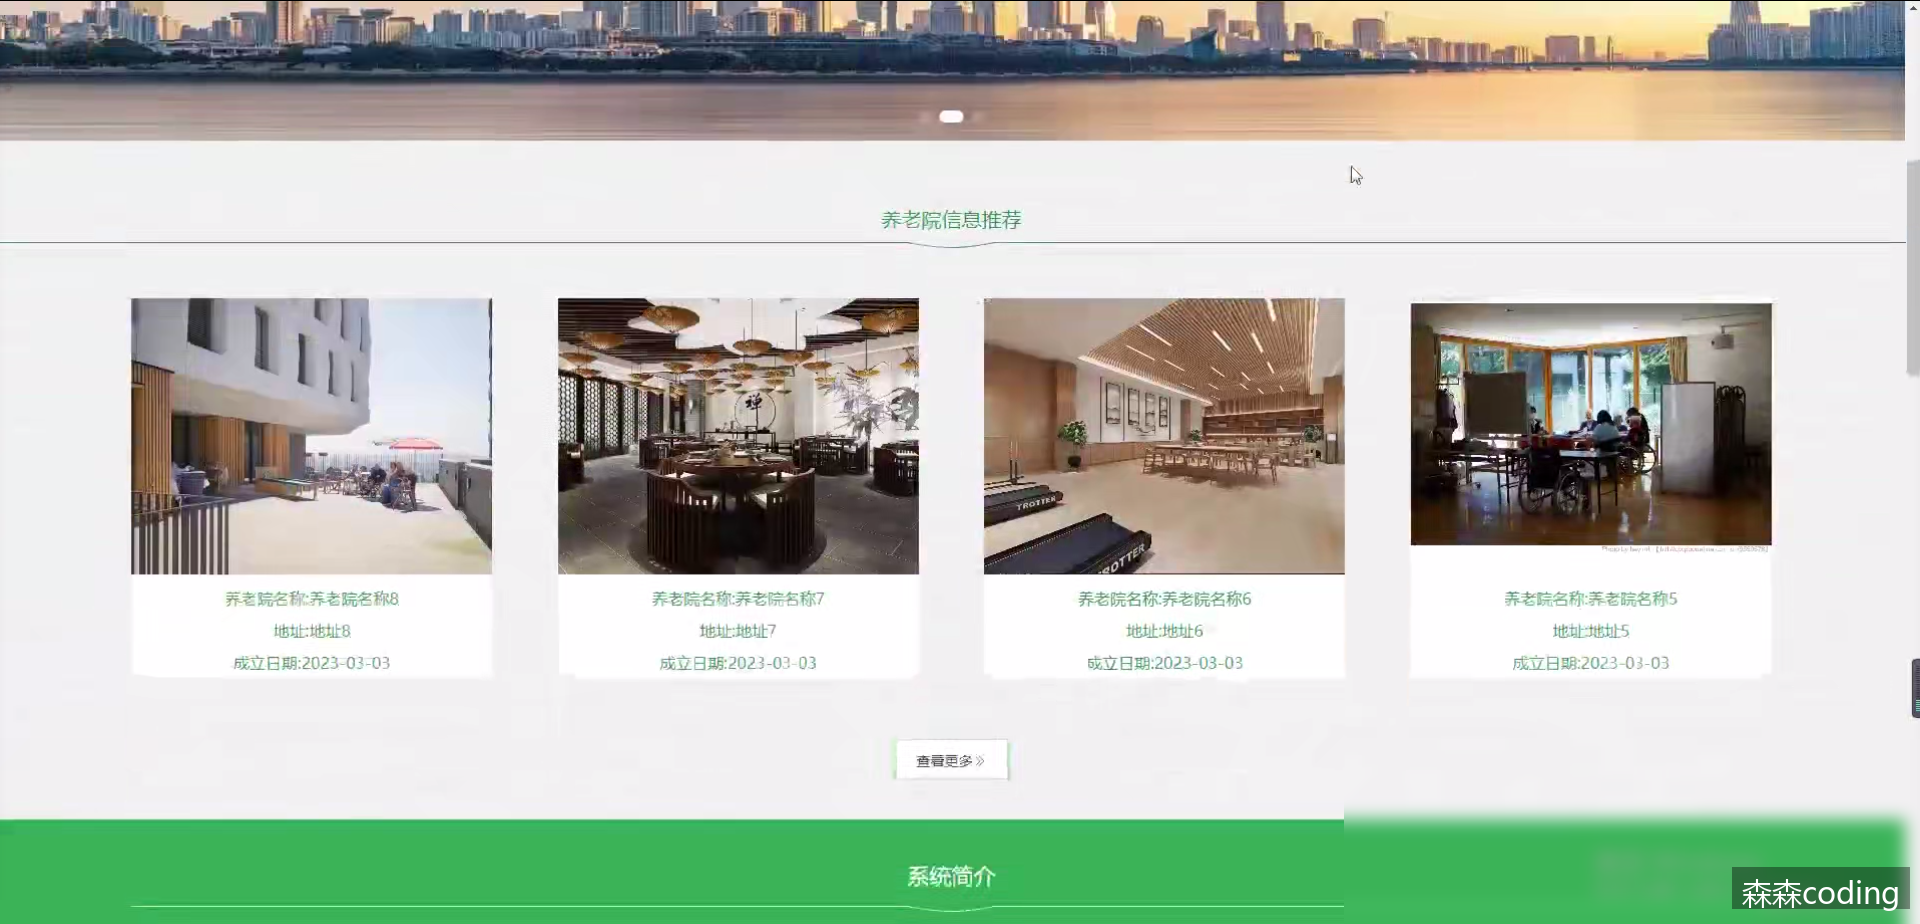 养老院信息推荐
禅
TROTTER
TROTTER
养老院名称:养老院名称8
地址:地址8
成立日期:2023-03-03
养老院名称:养老院名称7
地址:地址7
成立日期:2023-03-03
养老院名称:养老院名称6
地址:地址6
成立日期:2023-03-03
养老院名称:养老院名称5
地址:地址5
成立日期:2023-03-03
查看更多»
系统简介
森森coding